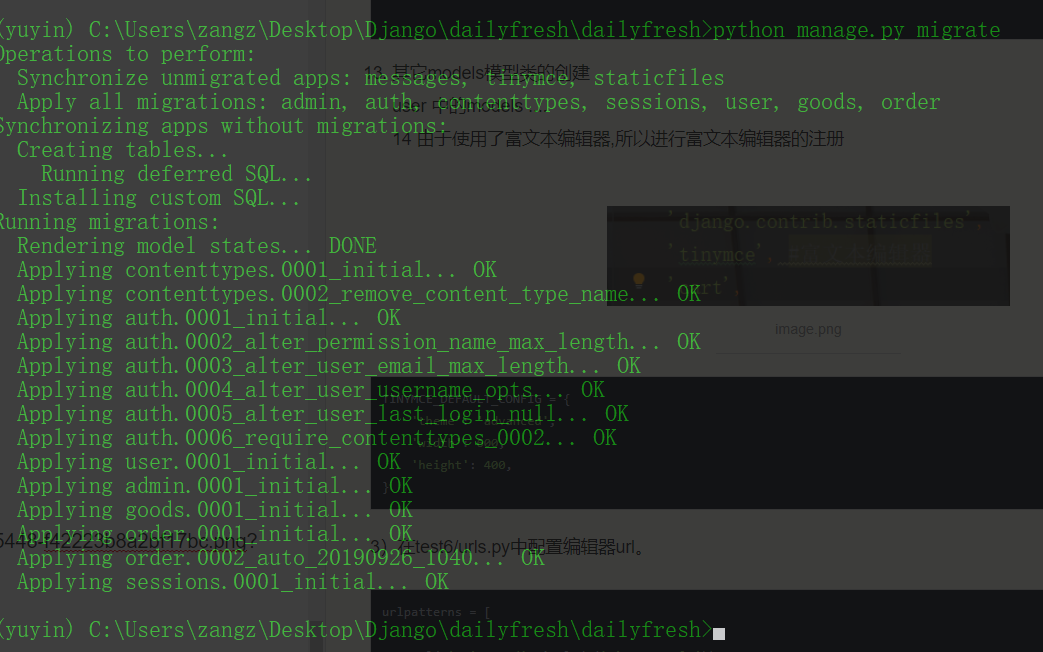 (yuyin) C:\Users\zangz\Desktop\Django\dailyfresh\dailyfresh>python manage.py migrate
Operations to perform:
13. 其它models模型类的创建
Synchronize unmigrated apps: messages, tinymce, staticfiles
Apply all migrations: admin, auth, contenttypes, sessions, user, goods, order
Synchronizing apps without migrations:
14 由于使用了富文本编辑器,所以进行富文本编辑器的注册
Creating tables...
Running deferred SQL...
Installing custom SQL...
Running migrations:
'django.contrib.staticfiles',
Rendering model states... DONE
'tinymce',
Applying contenttypes.0001_initial... OK
Applying contenttypes.0002_remove_content_type_name... OK
Applying auth.0001_initial... OK
image.png
Applying auth.0002_alter_permission_name_max_length... OK
Applying auth.0003_alter_user_email_max_length... OK
Applying auth.0004_alter_user_username_opts... OK
Applying auth.0005_alter_user_last_login_null... OK
Applying auth.0006_require_contenttypes_0002... OK
Applying user.0001_initial... OK
'height': 400,
Applying admin.0001_initial... OK
Applying goods.0001_initial... OK
Applying order.0001_initial... OK
3) 在test6/urls.py中配置编辑器url。
Applying order.0002_auto_20190926_1040... OK
Applying sessions.0001_initial... OK
urlpatterns = [
(yuyin) C:\Users\zangz\Desktop\Django\dailyfresh\dailyfresh>